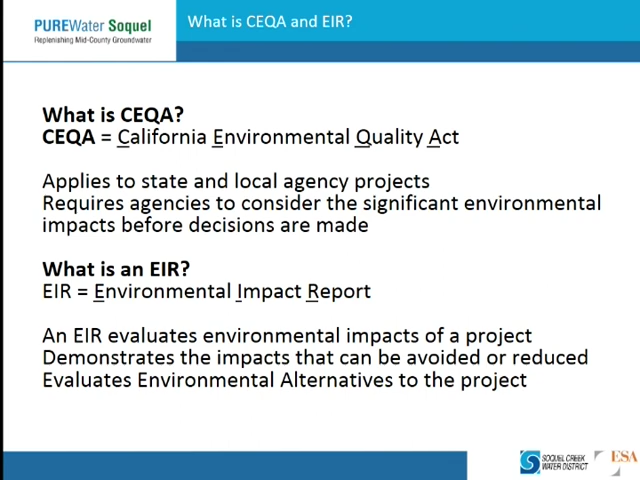 PUREWater Soquel
Replenishing Mid-County Groundwater
What is CEQA and EIR?
What is CEQA?
CEQA = California Environmental Quality Act
Applies to state and local agency projects
Requires agencies to consider the significant environmental
impacts before decisions are made
What is an EIR?
EIR = Environmental Impact Report
An EIR evaluates environmental impacts of a project
Demonstrates the impacts that can be avoided or reduced
Evaluates Environmental Alternatives to the project
SOQUEL CREEK
WATER DISTRICT
ESA